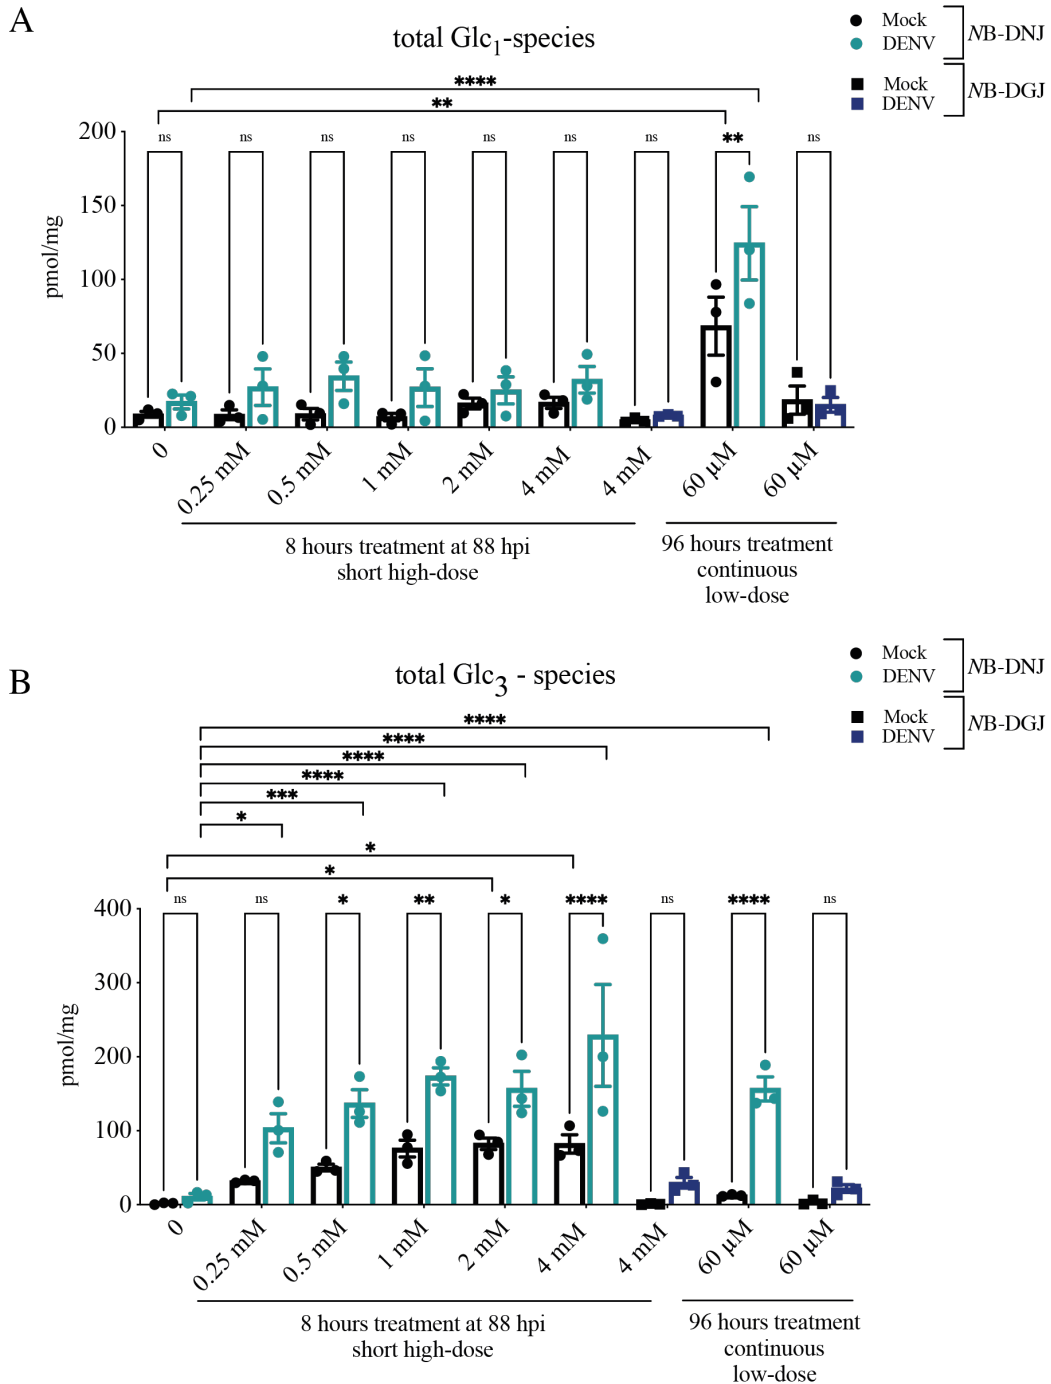 A
total Glc1-species
Mock
DENV
NB-DNJ
Mock
DENV
NB-DGJ
****
**
ns ns ns ns ns ns ns ** ns
200
150
100
50
0
pmol/mg
0 0.25 mM 0.5 mM 1 mM 2 mM 4 mM 4 mM 60 µM 60 µM
8 hours treatment at 88 hpi
short high-dose
96 hours treatment
continuous
low-dose
B
total Glc3 - species
Mock
DENV
NB-DNJ
Mock
DENV
NB-DGJ
****
****
****
****
***
*
*
*
ns ns * ** * **** ns **** ns
400
300
200
100
0
pmol/mg
0 0.25 mM 0.5 mM 1 mM 2 mM 4 mM 4 mM 60 µM 60 µM
8 hours treatment at 88 hpi
short high-dose
96 hours treatment
continuous
low-dose